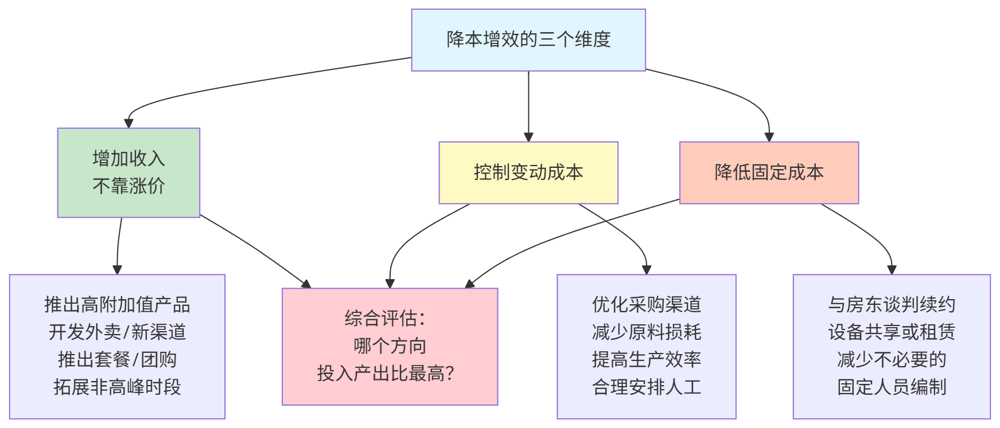 降本增效的三个维度
增加收入
不靠涨价
控制变动成本
降低固定成本
推出高附加值产品
开发外卖/新渠道
推出套餐/团购
拓展非高峰时段
综合评估：
哪个方向
投入产出比最高？
优化采购渠道
减少原料损耗
提高生产效率
合理安排人工
与房东谈判续约
设备共享或租赁
减少不必要的
固定人员编制